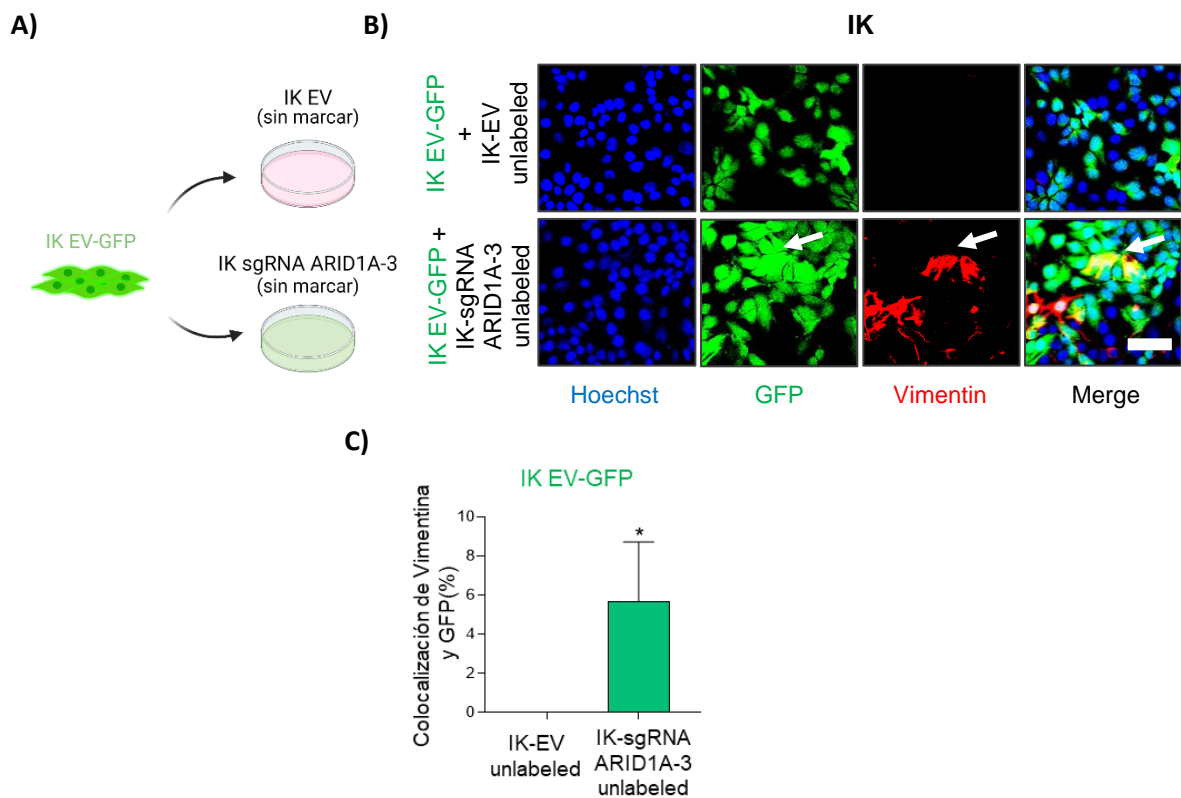 A)
IK EV
(sin marcar)
IK EV-GFP
IK sgRNA ARID1A-3
(sin marcar)
B)
IK
IK EV-GFP
+
IK-EV
unlabeled
IK EV-GFP +
IK-sgRNA
ARID1A-3
unlabeled
Hoechst
GFP
Vimentin
Merge
C)
IK EV-GFP
Colocalización de Vimentina
y GFP(%)
10
8
6
4
2
0
*
IK-EV
unlabeled
IK-sgRNA
ARID1A-3
unlabeled